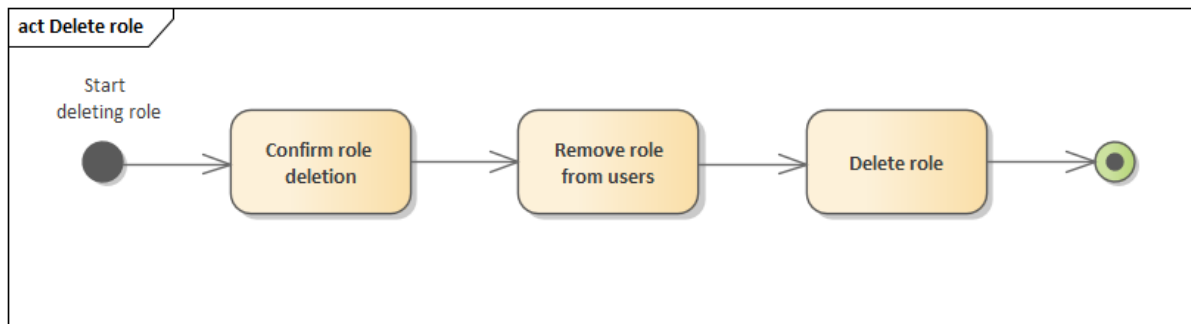 act Delete role
Start
deleting role
Confirm role
deletion
Remove role
from users
Delete role